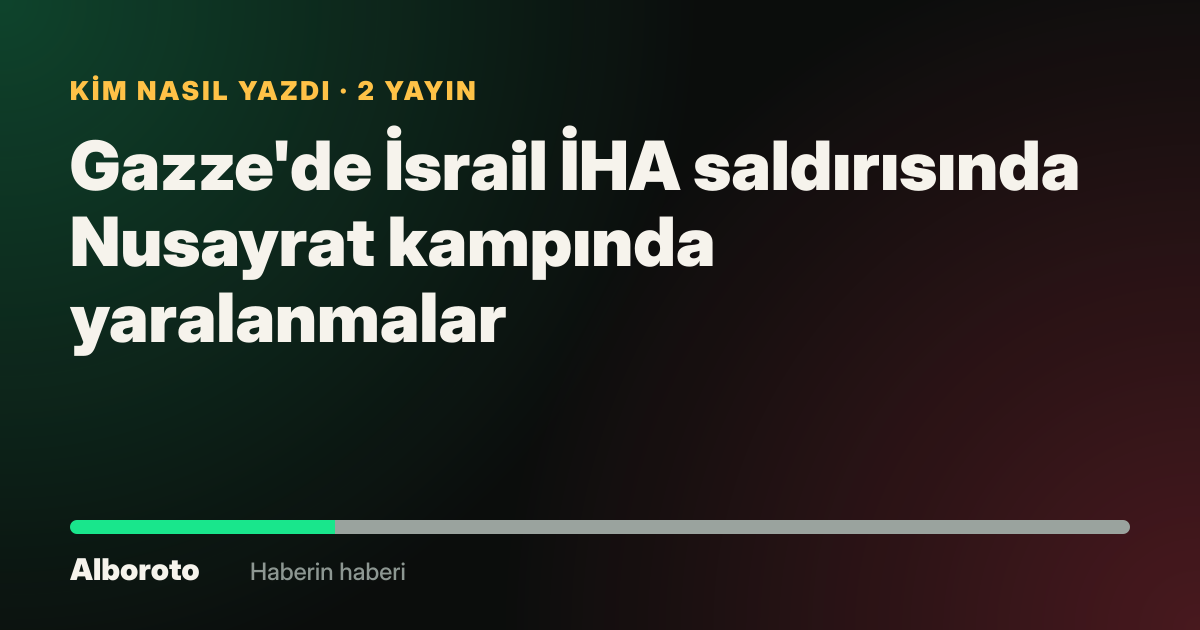 KİM NASIL YAZDI · 2 YAYIN
Gazze'de İsrail İHA saldırısında
Nusayrat kampında
yaralanmalar
Alboroto
Haberin haberi